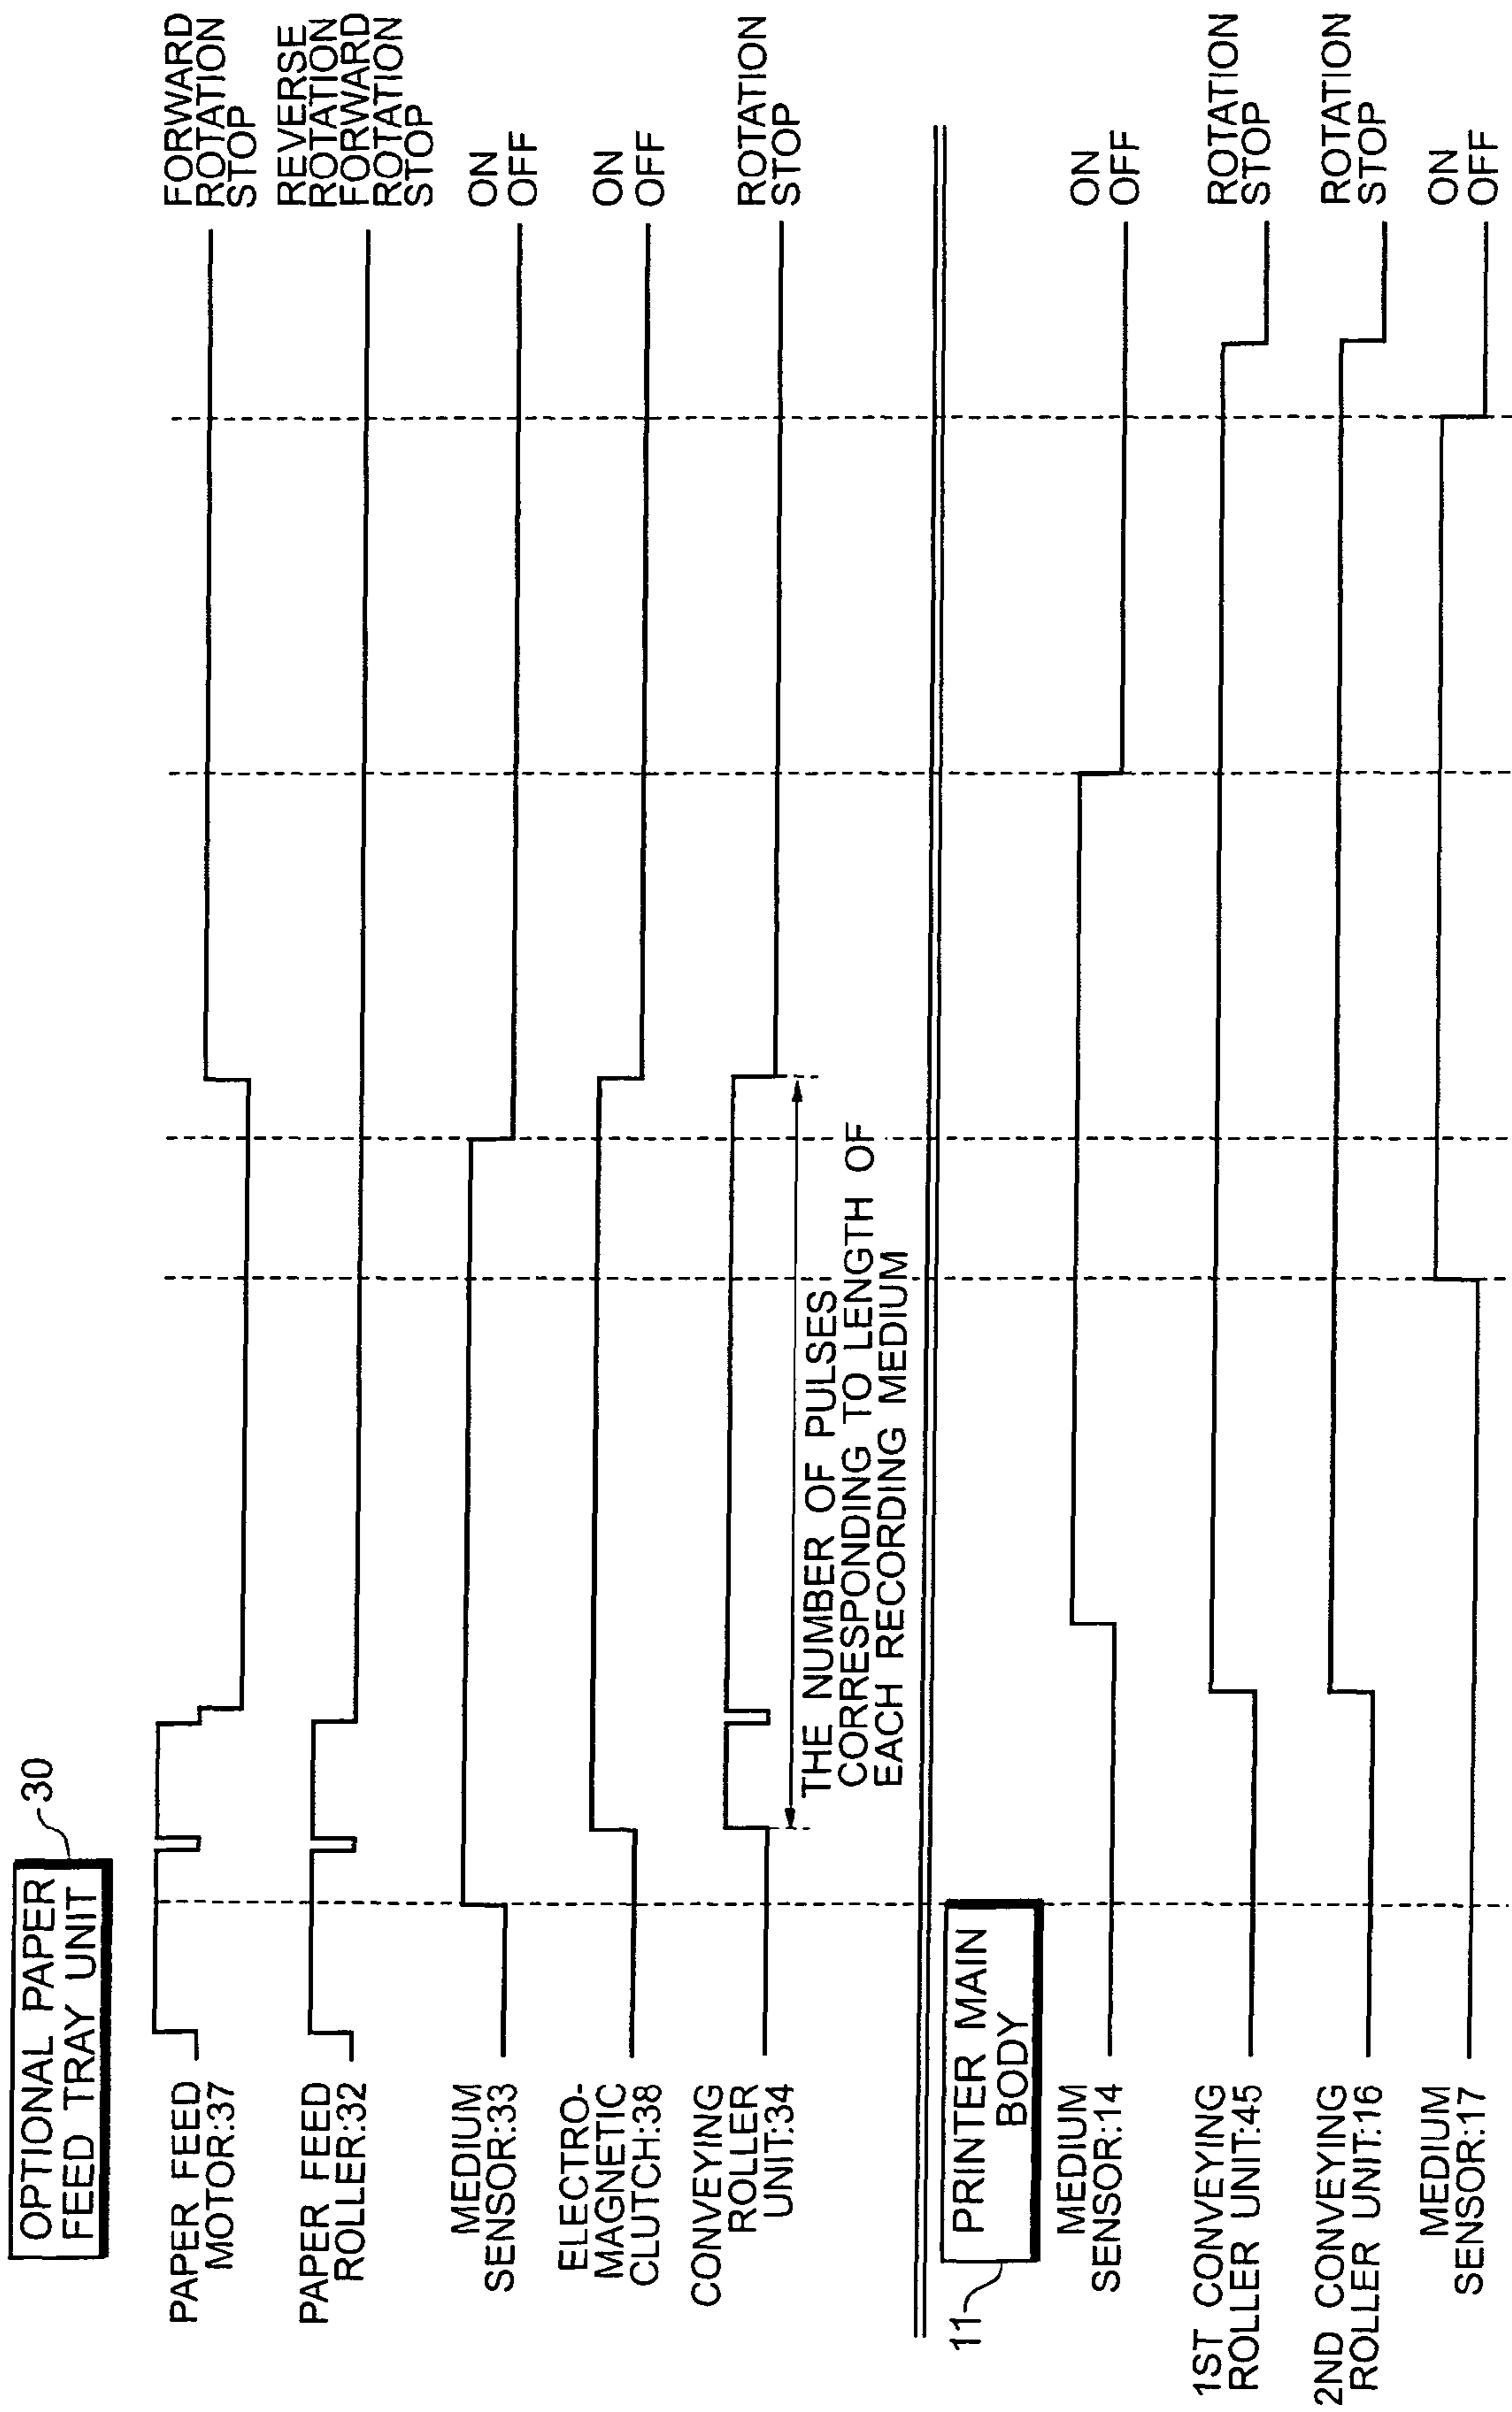 OPTIONAL PAPER
FEED TRAY UNIT
30
PAPER FEED
MOTOR:37
FORWARD
ROTATION
STOP
PAPER FEED
ROLLER:32
REVERSE
ROTATION
FORWARD
ROTATION
STOP
MEDIUM
SENSOR:33
ON
OFF
ELECTRO-
MAGNETIC
CLUTCH:38
ON
OFF
CONVEYING
ROLLER
UNIT:34
ROTATION
STOP
THE NUMBER OF PULSES
CORRESPONDING TO LENGTH OF
EACH RECORDING MEDIUM
11
PRINTER MAIN
BODY
MEDIUM
SENSOR:14
ON
OFF
1ST CONVEYING
ROLLER UNIT:45
ROTATION
STOP
2ND CONVEYING
ROLLER UNIT:16
ROTATION
STOP
MEDIUM
SENSOR:17
ON
OFF